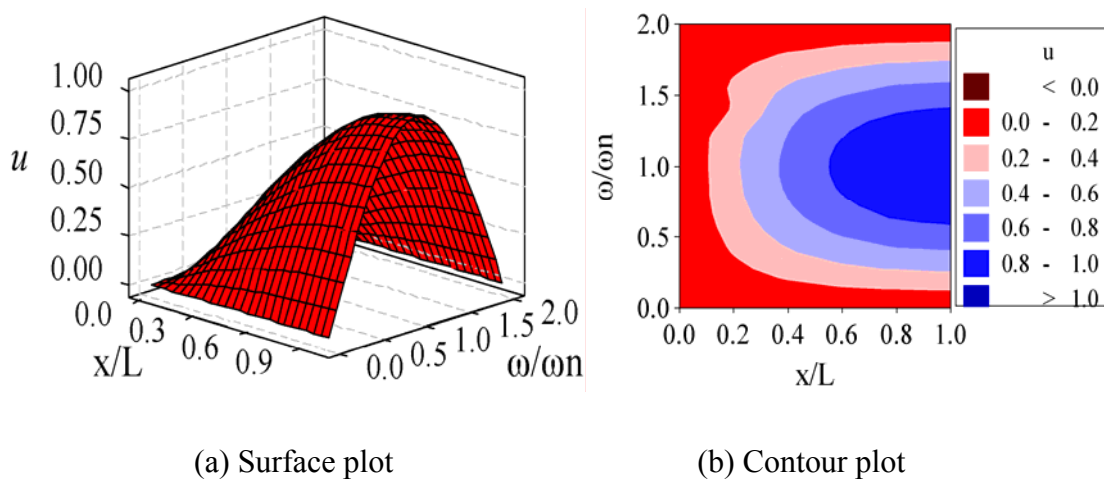 1.00
0.75
0.50
0.25
0.00
u
0.0
0.3
0.6
0.9
x/L
0.0
0.5
1.0
1.5
2.0
ω/ωn
2.0
1.5
1.0
0.5
0.0
ω/ωn
0.0 0.2 0.4 0.6 0.8 1.0
x/L
u
< 0.0
0.0 - 0.2
0.2 - 0.4
0.4 - 0.6
0.6 - 0.8
0.8 - 1.0
> 1.0
(a) Surface plot
(b) Contour plot